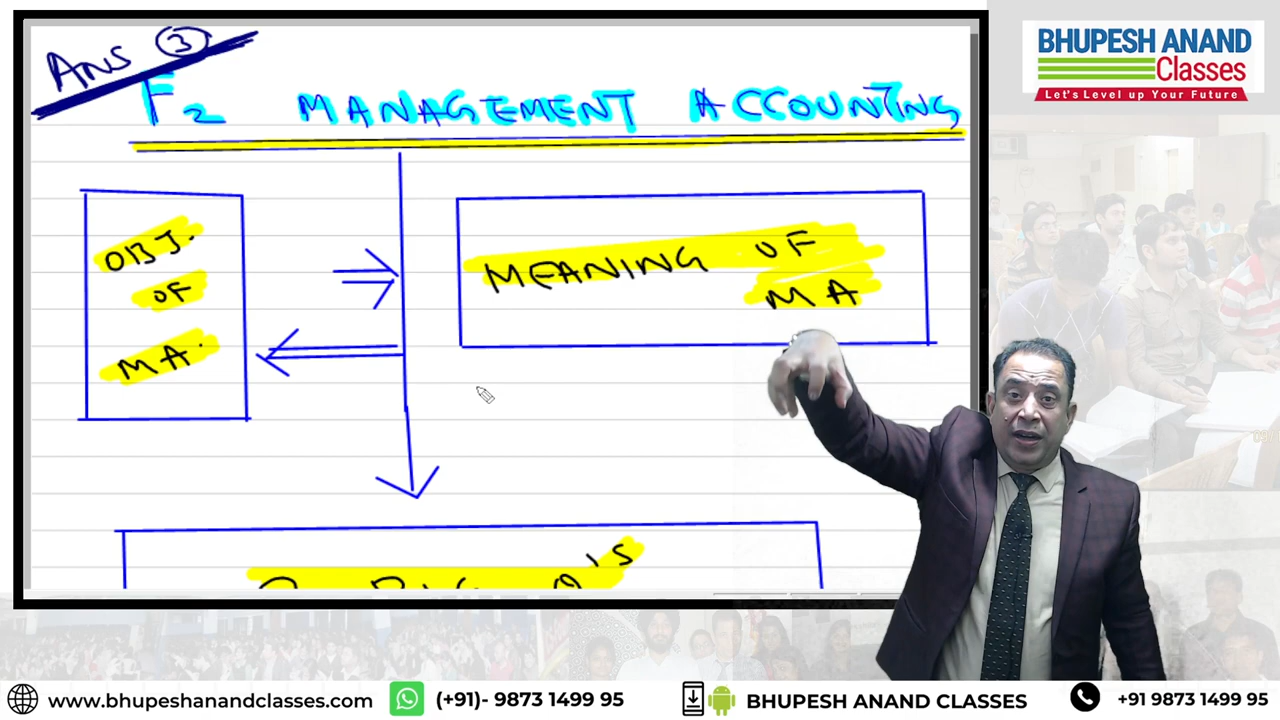 ANS 3
F2 MANAGEMENT ACCOUNTING
OBJ.
OF
MA.
MEANING OF
MA
BHUPESH ANAND
Classes
Let's Level up Your Future
www.bhupeshanandclasses.com
(+91)- 9873 1499 95
BHUPESH ANAND CLASSES
+91 9873 1499 95